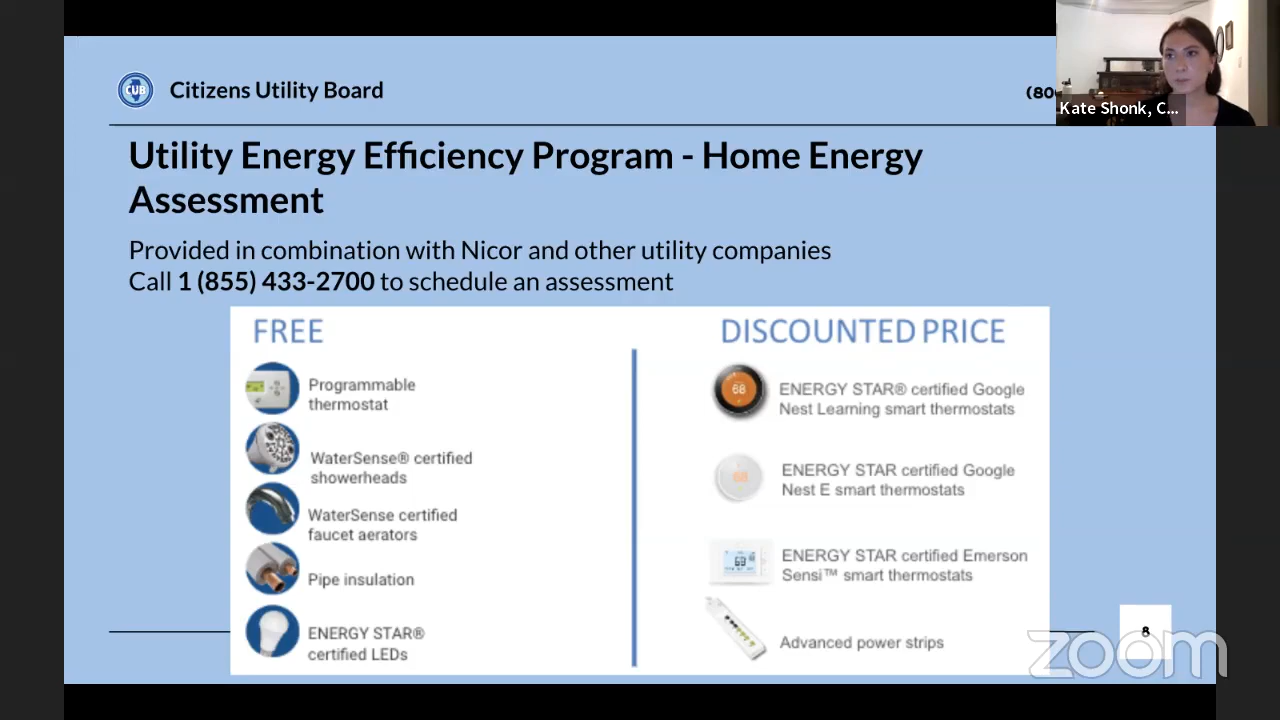 CUB
Citizens Utility Board
(80
Kate Shonk, C...
Utility Energy Efficiency Program - Home Energy
Assessment
Provided in combination with Nicor and other utility companies
Call 1 (855) 433-2700 to schedule an assessment
FREE
Programmable
thermostat
WaterSense® certified
showerheads
WaterSense certified
faucet aerators
Pipe insulation
ENERGY STAR®
certified LEDs
DISCOUNTED PRICE
68
ENERGY STAR® certified Google
Nest Learning smart thermostats
ENERGY STAR certified Google
Nest E smart thermostats
69
ENERGY STAR certified Emerson
Sensi™ smart thermostats
Advanced power strips
8
zoom